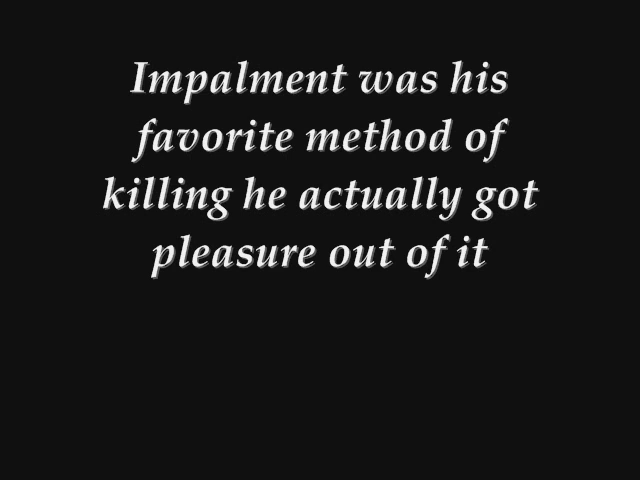 Impalment was his
favorite method of
killing he actually got
pleasure out of it